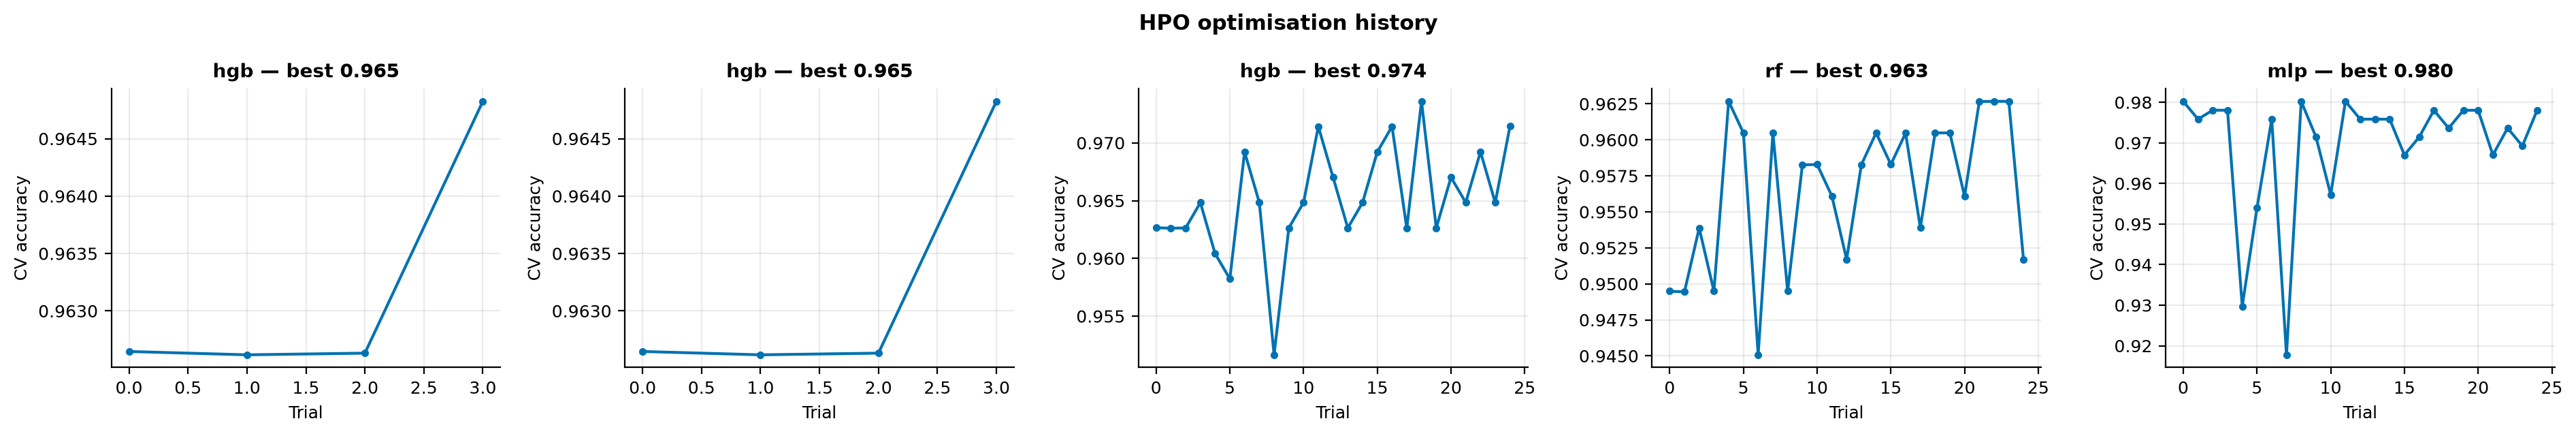 HPO optimisation history
hgb — best 0.965
CV accuracy
0.9645
0.9640
0.9635
0.9630
0.0 0.5 1.0 1.5 2.0 2.5 3.0
Trial
hgb — best 0.965
CV accuracy
0.9645
0.9640
0.9635
0.9630
0.0 0.5 1.0 1.5 2.0 2.5 3.0
Trial
hgb — best 0.974
CV accuracy
0.970
0.965
0.960
0.955
0 5 10 15 20 25
Trial
rf — best 0.963
CV accuracy
0.9625
0.9600
0.9575
0.9550
0.9525
0.9500
0.9475
0.9450
0 5 10 15 20 25
Trial
mlp — best 0.980
CV accuracy
0.98
0.97
0.96
0.95
0.94
0.93
0.92
0 5 10 15 20 25
Trial